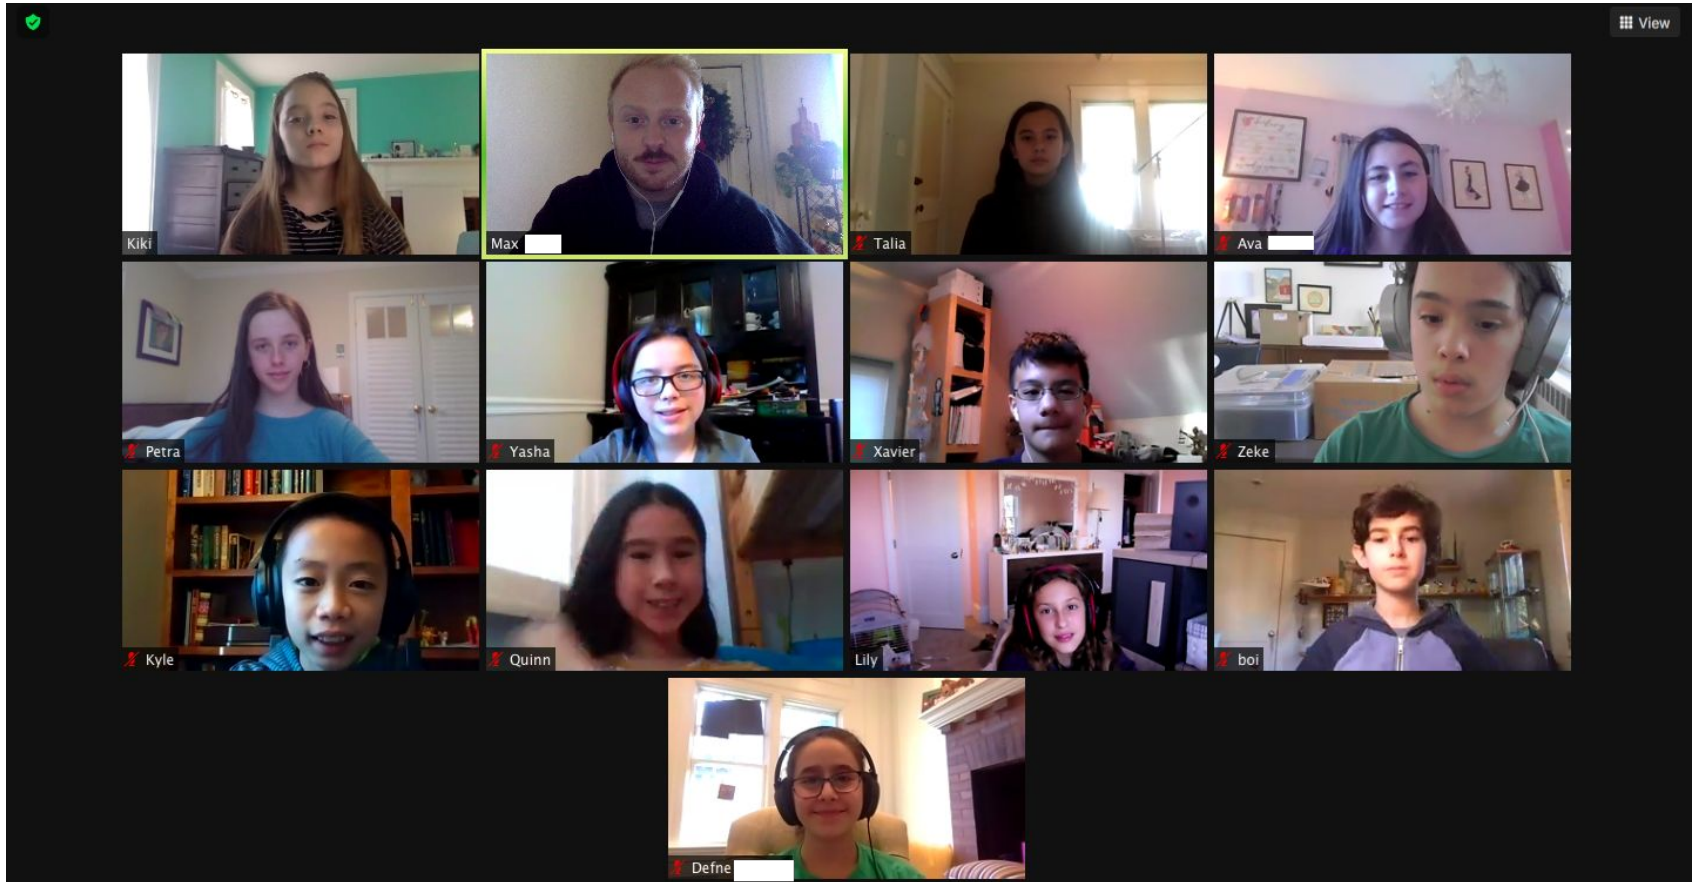 View
Kiki
Max
Talia
Ava
Petra
Yasha
Xavier
Zeke
Kyle
Quinn
Lily
boi
Defne